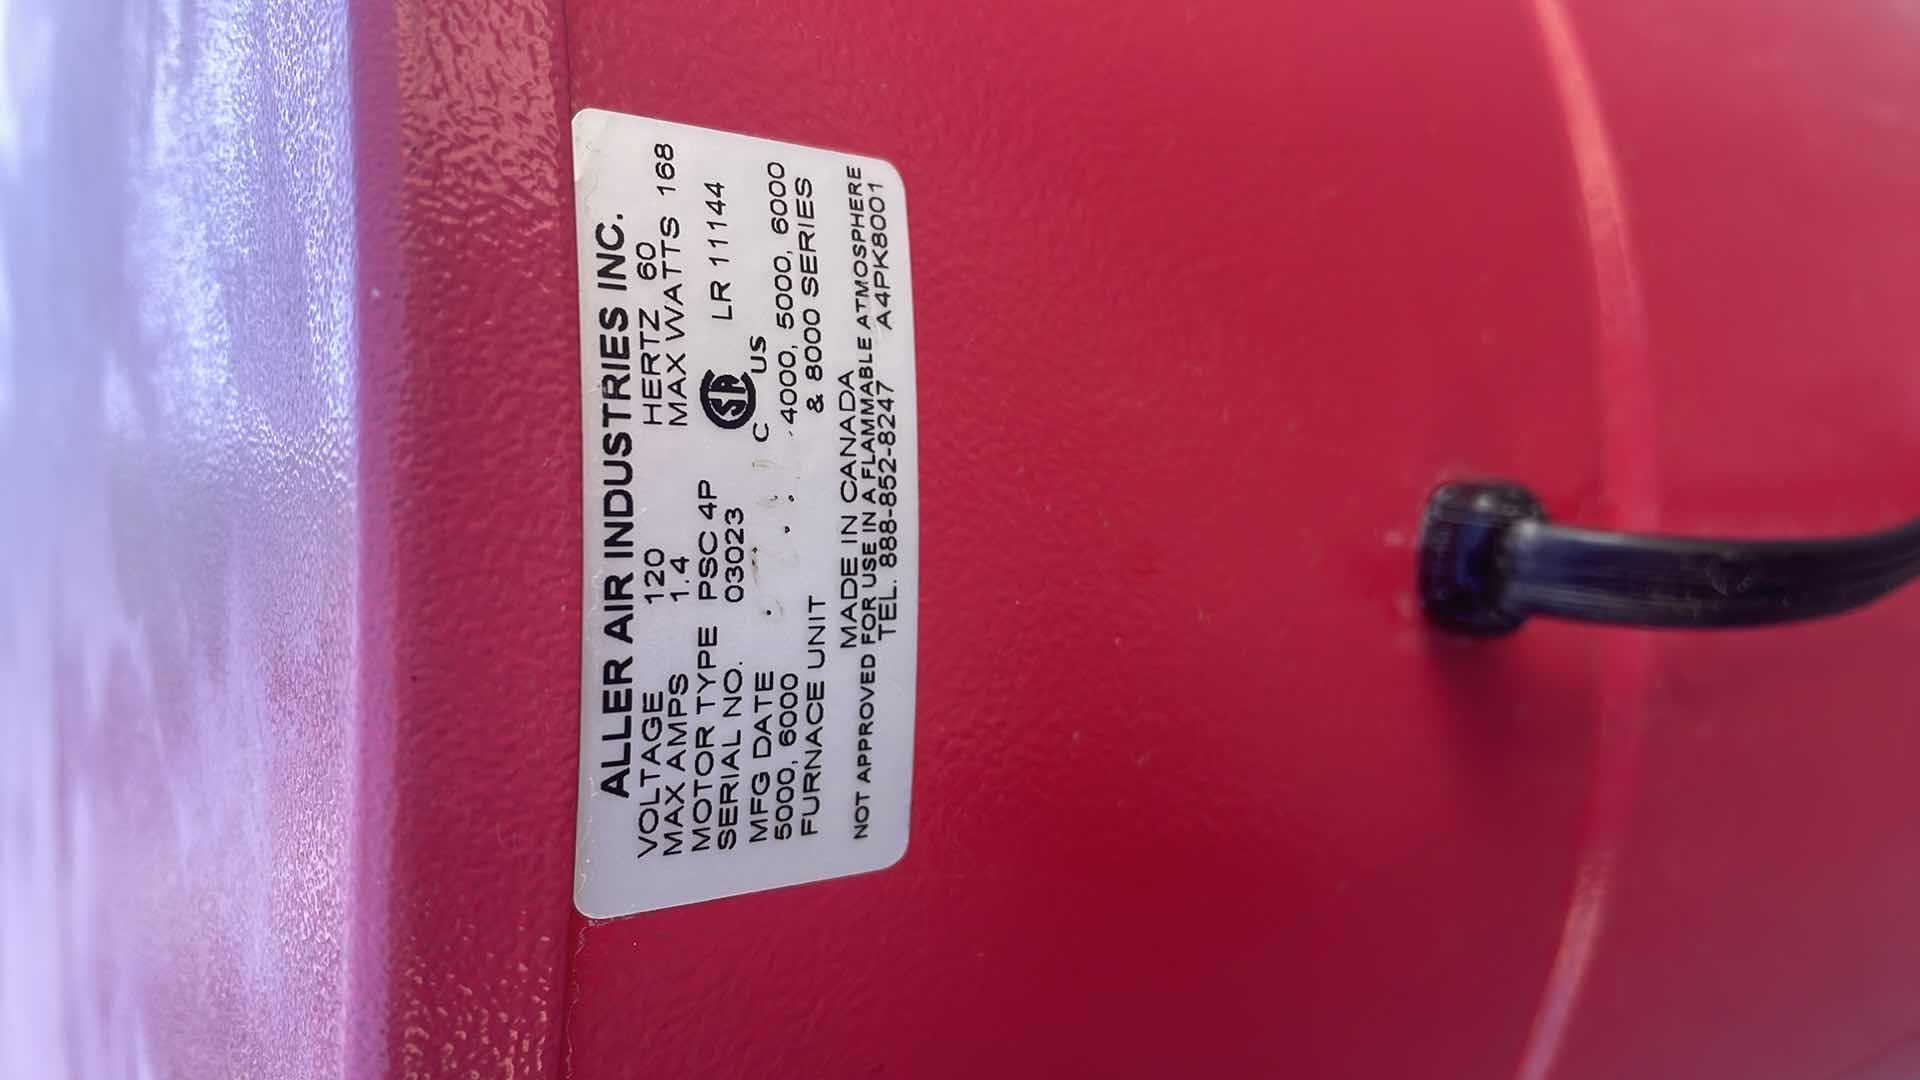 ALLER AIR INDUSTRIES INC.
VOLTAGE 120 HERTZ 60
MAX AMPS 1.4 MAX WATTS 168
MOTOR TYPE PSC 4P
SERIAL NO. 03023 SA LR 11144
C US
MFG DATE
5000, 6000 4000, 5000, 6000
FURNACE UNIT & 8000 SERIES
MADE IN CANADA
NOT APPROVED FOR USE IN A FLAMMABLE ATMOSPHERE
TEL. 888-852-8247 A4PK8001